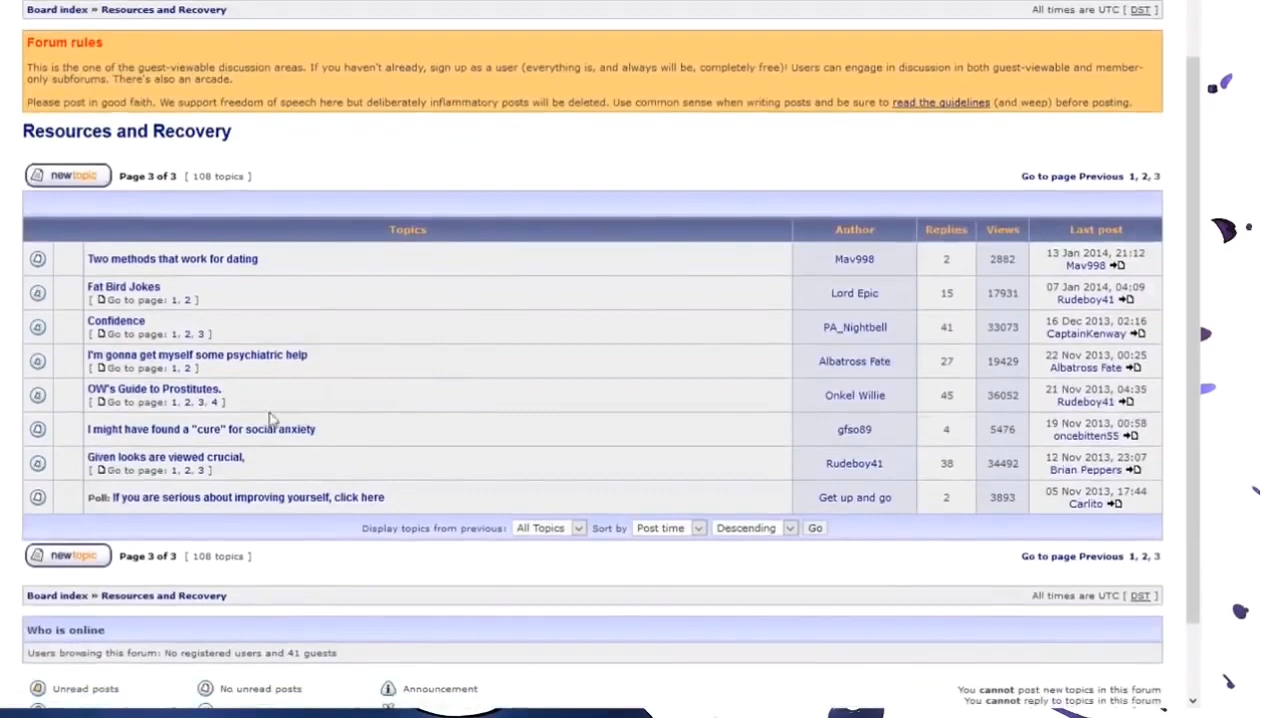 Board index » Resources and Recovery All times are UTC [ DST ]
Forum rules
This is the one of the guest-viewable discussion areas. If you haven't already, sign up as a user (everything is, and always will be, completely free)! Users can engage in discussion in both guest-viewable and member-
only subforums. There's also an arcade.
Please post in good faith. We support freedom of speech here but deliberately inflammatory posts will be deleted. Use common sense when writing posts and be sure to read the guidelines (and weep) before posting.
Resources and Recovery
newtopic Page 3 of 3 [ 108 topics ] Go to page Previous 1, 2, 3
Topics Author Replies Views Last post
Two methods that work for dating Mav998 2 2882 13 Jan 2014, 21:12
Mav998
Fat Bird Jokes Lord Epic 15 17931 07 Jan 2014, 04:09
[ Go to page: 1, 2 ] Rudeboy41
Confidence PA_Nightbell 41 33073 16 Dec 2013, 02:16
[ Go to page: 1, 2, 3 ] CaptainKenway
I'm gonna get myself some psychiatric help Albatross Fate 27 19429 22 Nov 2013, 00:25
[ Go to page: 1, 2 ] Albatross Fate
OW's Guide to Prostitutes. Onkel Willie 45 36052 21 Nov 2013, 04:35
[ Go to page: 1, 2, 3, 4 ] Rudeboy41
I might have found a "cure" for social anxiety gfso89 4 5476 19 Nov 2013, 00:58
oncebitten55
Given looks are viewed crucial, Rudeboy41 38 34492 12 Nov 2013, 23:07
[ Go to page: 1, 2, 3 ] Brian Peppers
Poll: If you are serious about improving yourself, click here Get up and go 2 3893 05 Nov 2013, 17:44
Carlito
Display topics from previous: All Topics Sort by Post time Descending Go
newtopic Page 3 of 3 [ 108 topics ] Go to page Previous 1, 2, 3
Board index » Resources and Recovery All times are UTC [ DST ]
Who is online
Users browsing this forum: No registered users and 41 guests
Unread posts No unread posts Announcement You cannot post new topics in this forum
You cannot reply to topics in this forum